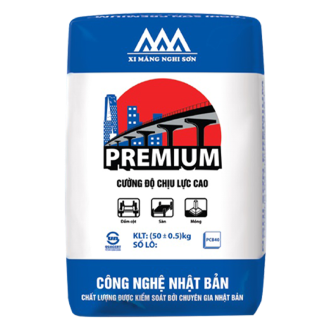 XI MĂNG NGHI SƠN
PREMIUM
CƯỜNG ĐỘ CHỊU LỰC CAO
Dầm cột
Sàn
Móng
KLT: (50 ± 0.5)kg
SỐ LÔ:
PCB40
CÔNG NGHỆ NHẬT BẢN
CHẤT LƯỢNG ĐƯỢC KIỂM SOÁT BỞI CHUYÊN GIA NHẬT BẢN